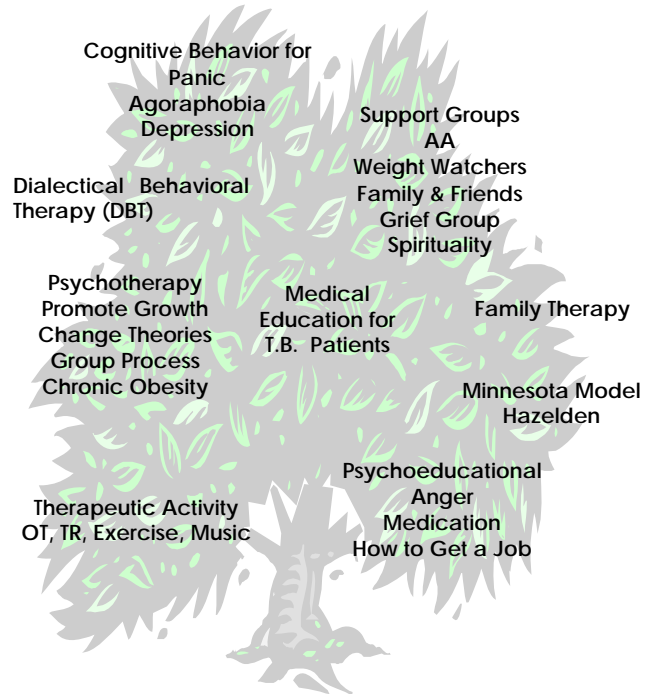 Cognitive Behavior for
Panic
Agoraphobia
Depression
Support Groups
AA
Weight Watchers
Family & Friends
Grief Group
Spirituality
Dialectical Behavioral
Therapy (DBT)
Psychotherapy
Promote Growth
Change Theories
Group Process
Chronic Obesity
Medical
Education for
T.B. Patients
Family Therapy
Minnesota Model
Hazelden
Psychoeducational
Anger
Medication
How to Get a Job
Therapeutic Activity
OT, TR, Exercise, Music